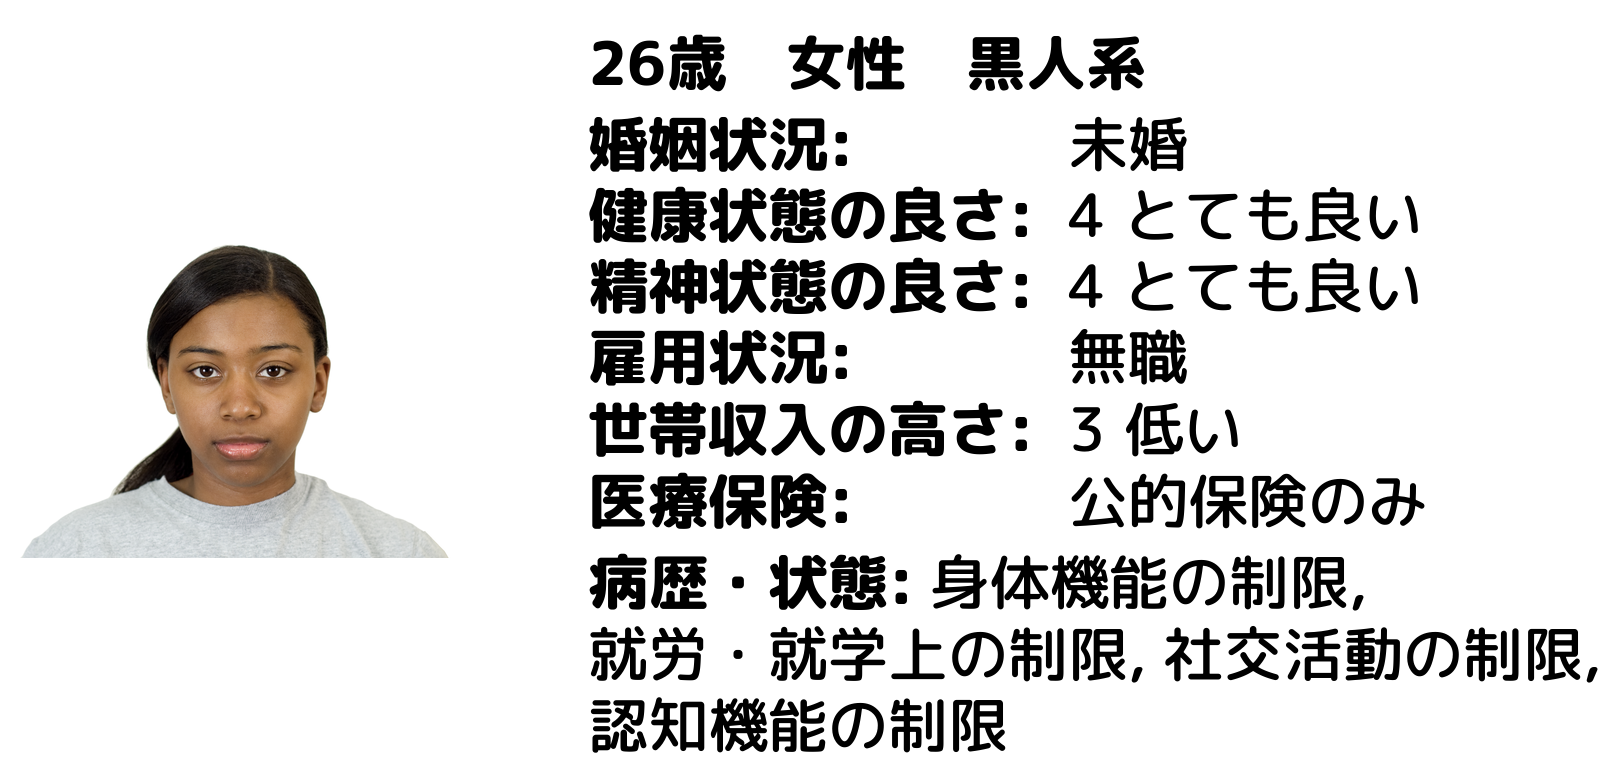 26歳　女性　黒人系
婚姻状況: 未婚
健康状態の良さ: 4 とても良い
精神状態の良さ: 4 とても良い
雇用状況: 無職
世帯収入の高さ: 3 低い
医療保険: 公的保険のみ
病歴・状態: 身体機能の制限,
就労・就学上の制限, 社交活動の制限,
認知機能の制限